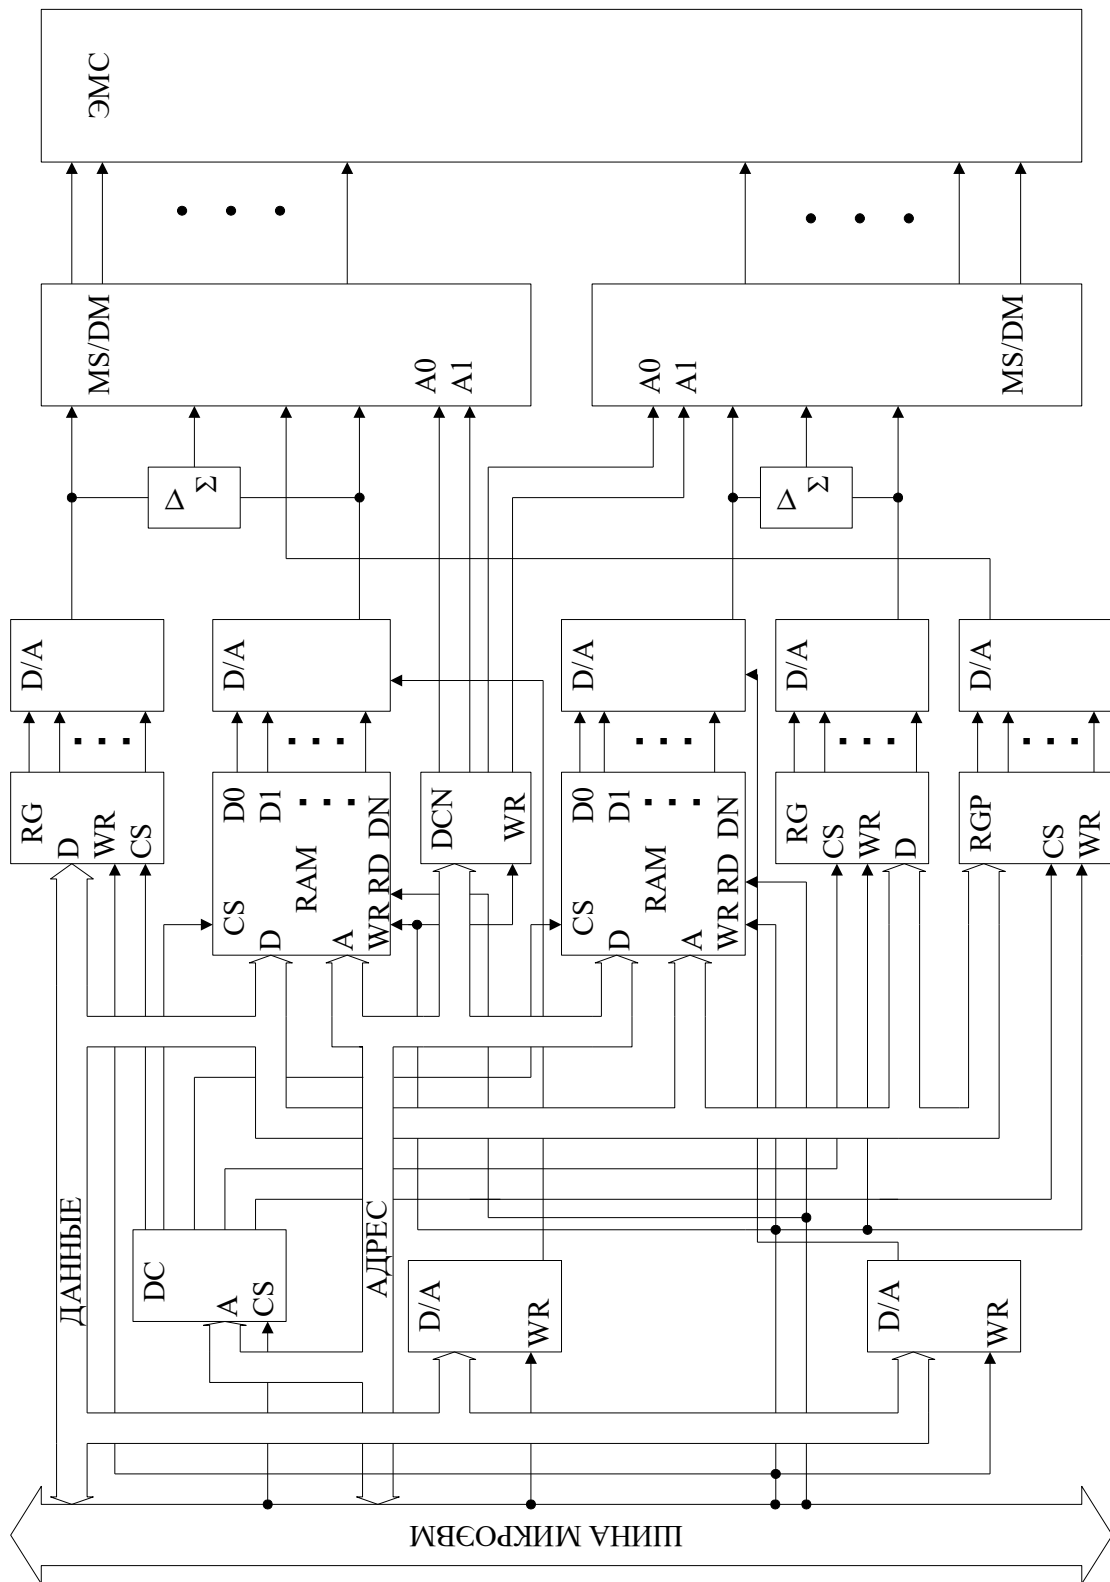 ЭМС
MS/DM
A0
A1
A0
A1
MS/DM
Δ
Σ
Δ
Σ
D/A
D/A
D/A
D/A
D/A
RG
D
WR
CS
D0
D1
DN
RAM
CS
D
A
WR
RD
DCN
WR
D0
D1
DN
RAM
CS
D
A
WR
RD
RG
CS
WR
D
RGP
CS
WR
ДАННЫЕ
DC
A
CS
АДРЕС
D/A
WR
D/A
WR
ШИНА МИКРОЭВМ